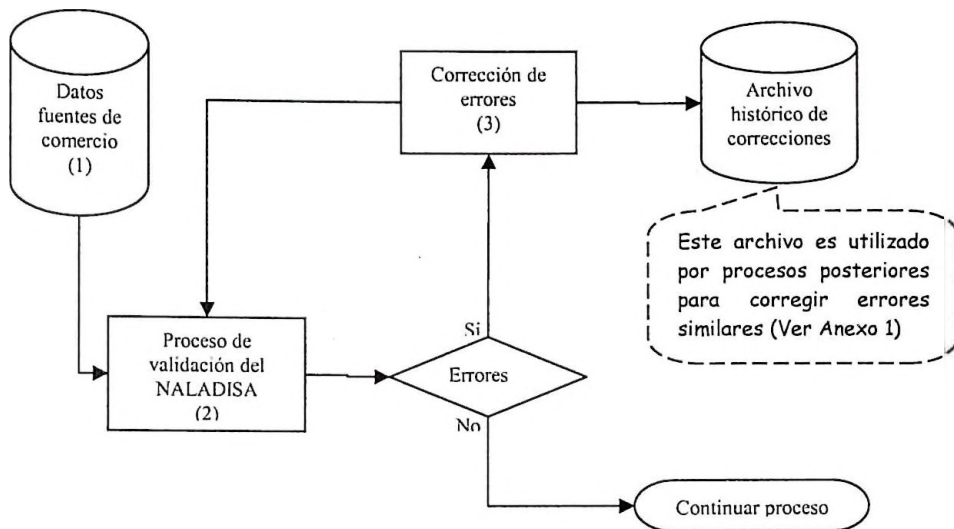 Datos
fuentes de
comercio
(1)
Corrección de
errores
(3)
Archivo
histórico de
correcciones
Este archivo es utilizado
por procesos posteriores
para corregir errores
similares (Ver Anexo 1)
Proceso de
validación del
NALADISA
(2)
Si
Errores
No
Continuar proceso